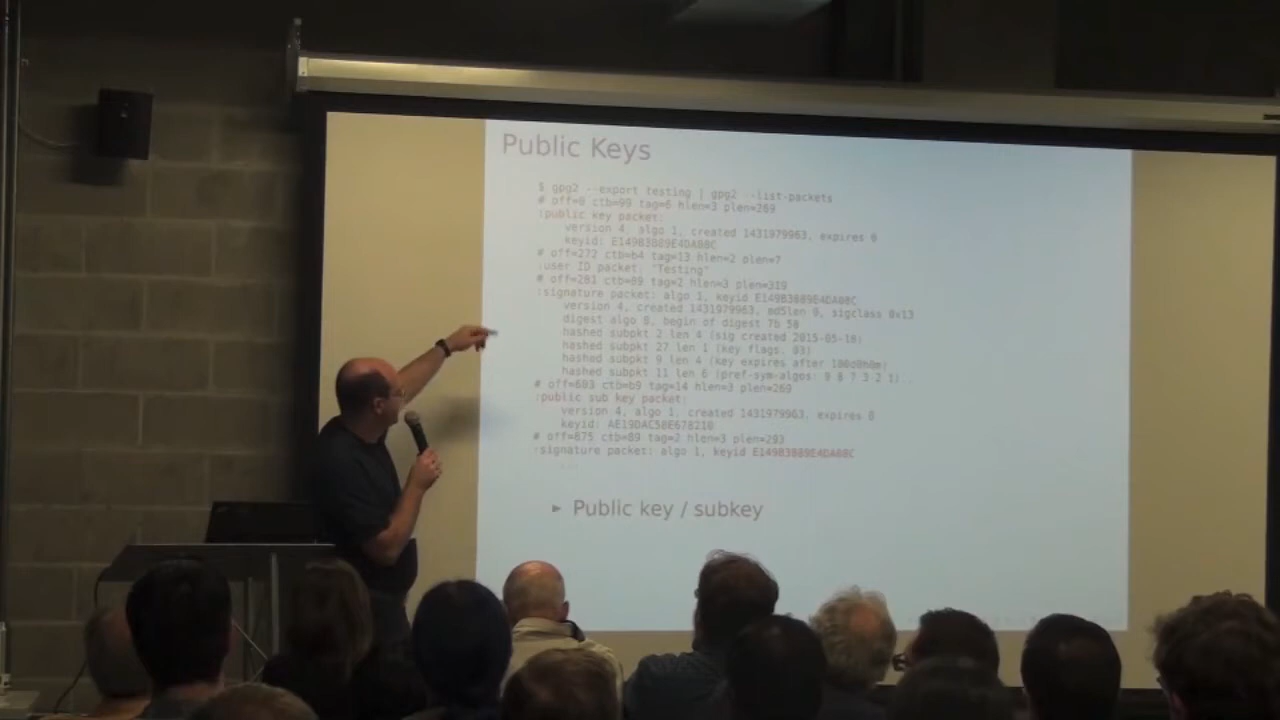 Public Keys
$ gpg2 --export testing | gpg2 --list-packets
# off=0 ctb=99 tag=6 hlen=3 plen=269
:public key packet:
version 4, algo 1, created 1431979963, expires 0
keyid: E149B3B89E4DA08C
# off=272 ctb=b4 tag=13 hlen=2 plen=7
:user ID packet: "Testing"
# off=281 ctb=89 tag=2 hlen=3 plen=319
:signature packet: algo 1, keyid E149B3B89E4DA08C
version 4, created 1431979963, md5len 0, sigclass 0x13
digest algo 8, begin of digest 7b 58
hashed subpkt 2 len 4 (sig created 2015-05-18)
hashed subpkt 27 len 1 (key flags: 03)
hashed subpkt 9 len 4 (key expires after 100d0h0m)
hashed subpkt 11 len 6 (pref-sym-algos: 9 8 7 3 2 1)...
# off=603 ctb=b9 tag=14 hlen=3 plen=269
:public sub key packet:
version 4, algo 1, created 1431979963, expires 0
keyid: AE19DAC58E678210
# off=875 ctb=89 tag=2 hlen=3 plen=293
:signature packet: algo 1, keyid E149B3B89E4DA08C
...
► Public key / subkey